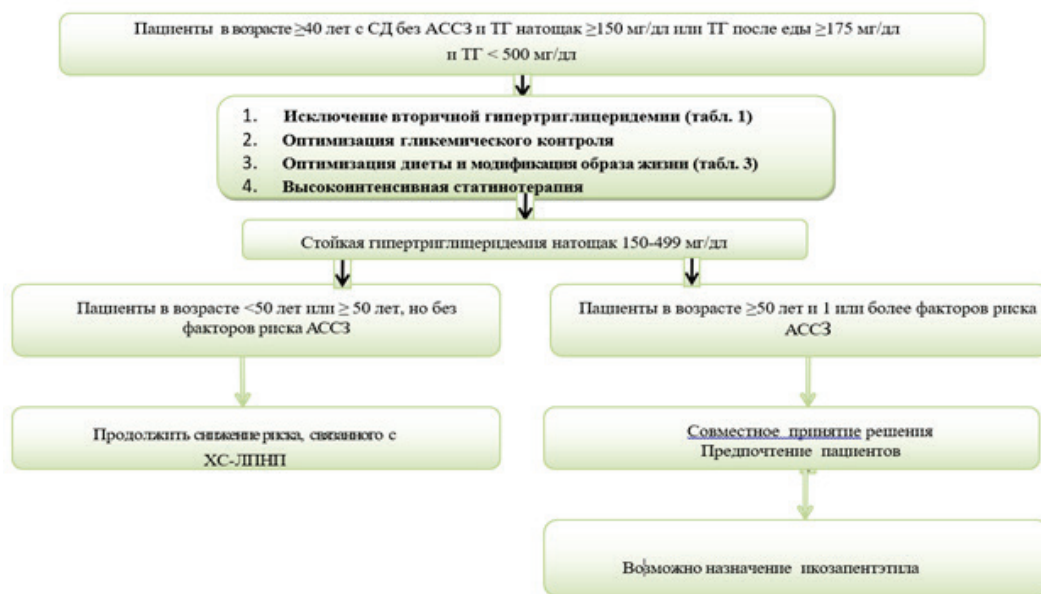 Пациенты в возрасте ≥40 лет с СД без АССЗ и ТГ натощак ≥150 мг/дл или ТГ после еды ≥175 мг/дл
и ТГ < 500 мг/дл
1. Исключение вторичной гипертриглицеридемии (табл. 1)
2. Оптимизация гликемического контроля
3. Оптимизация диеты и модификация образа жизни (табл. 3)
4. Высокоинтенсивная статинотерапия
Стойкая гипертриглицеридемия натощак 150-499 мг/дл
Пациенты в возрасте <50 лет или ≥ 50 лет, но без
факторов риска АССЗ
Пациенты в возрасте ≥50 лет и 1 или более факторов риска
АССЗ
Продолжить снижение риска, связанного с
ХС-ЛПНП
Совместное принятие решения
Предпочтение пациентов
Возможно назначение икозапентэтила